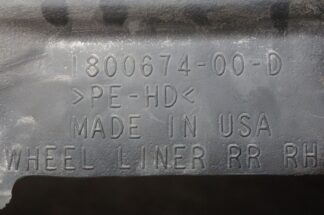 1800674-00-D
>PE-HD<
MADE IN USA
WHEEL LINER RR RH